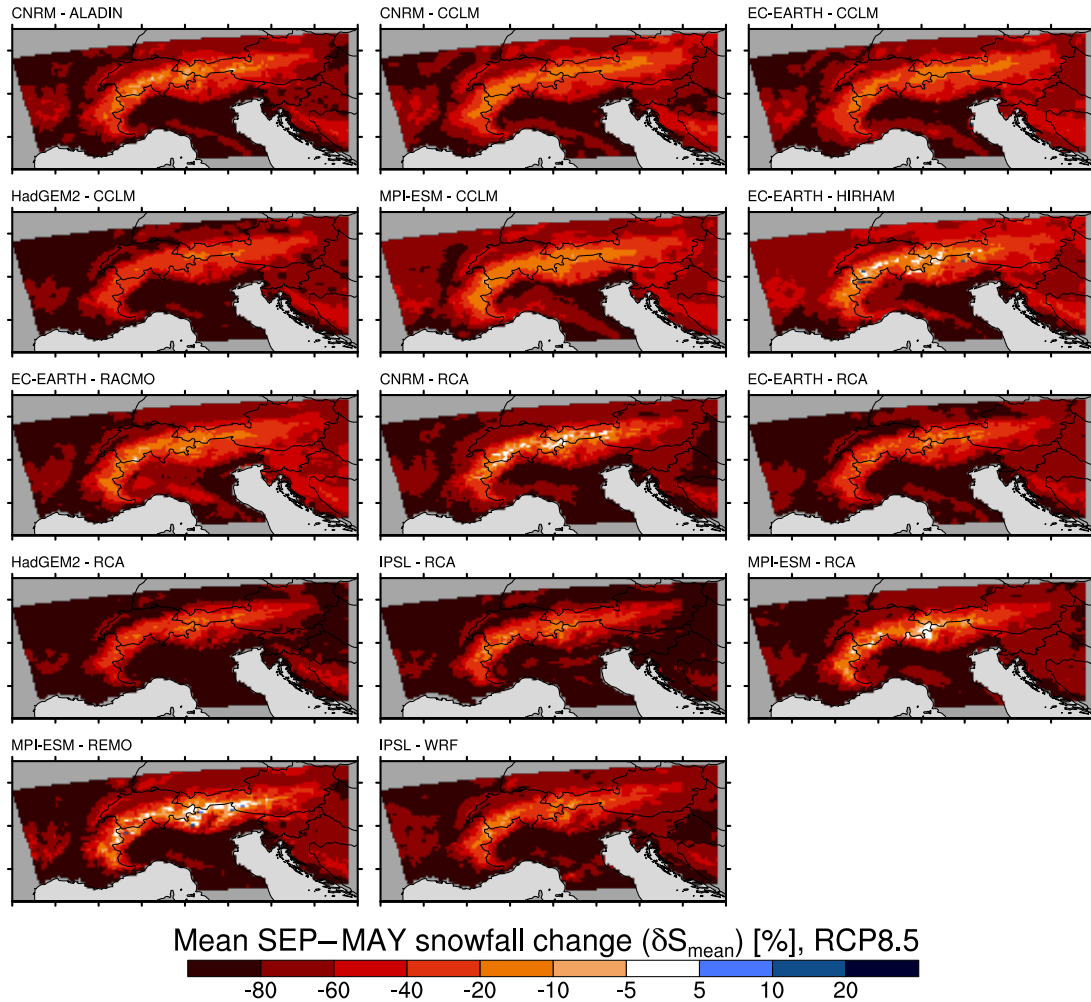 CNRM - ALADIN
CNRM - CCLM
EC-EARTH - CCLM
HadGEM2 - CCLM
MPI-ESM - CCLM
EC-EARTH - HIRHAM
EC-EARTH - RACMO
CNRM - RCA
EC-EARTH - RCA
HadGEM2 - RCA
IPSL - RCA
MPI-ESM - RCA
MPI-ESM - REMO
IPSL - WRF
Mean SEP−MAY snowfall change (δS_mean) [%], RCP8.5
-80 -60 -40 -20 -10 -5 5 10 20